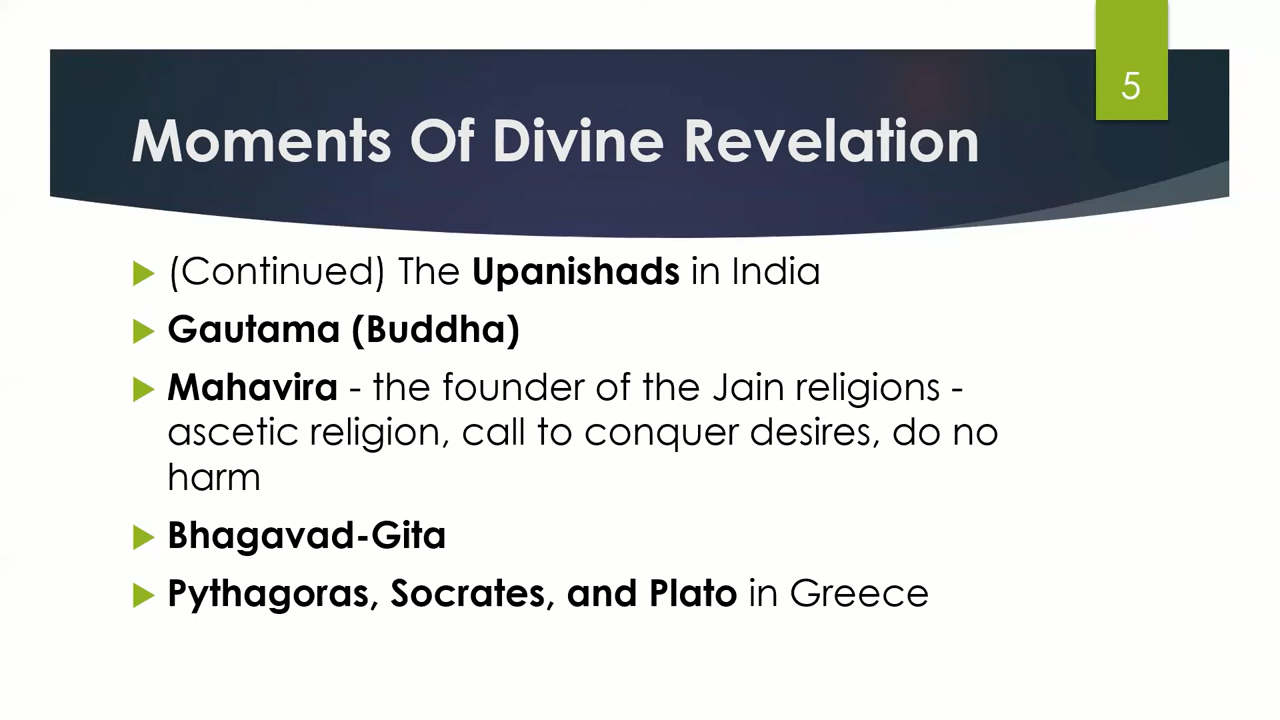 5
Moments Of Divine Revelation
(Continued) The Upanishads in India
Gautama (Buddha)
Mahavira - the founder of the Jain religions -
ascetic religion, call to conquer desires, do no
harm
Bhagavad-Gita
Pythagoras, Socrates, and Plato in Greece